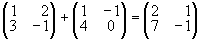 (1 2
3 -1) + (1 -1
4 0) = (2 1
7 -1)